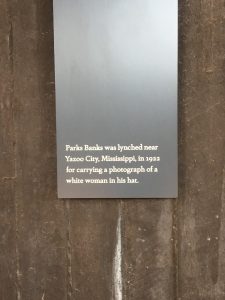 Parks Banks was lynched near
Yazoo City, Mississippi, in 1922
for carrying a photograph of a
white woman in his hat.